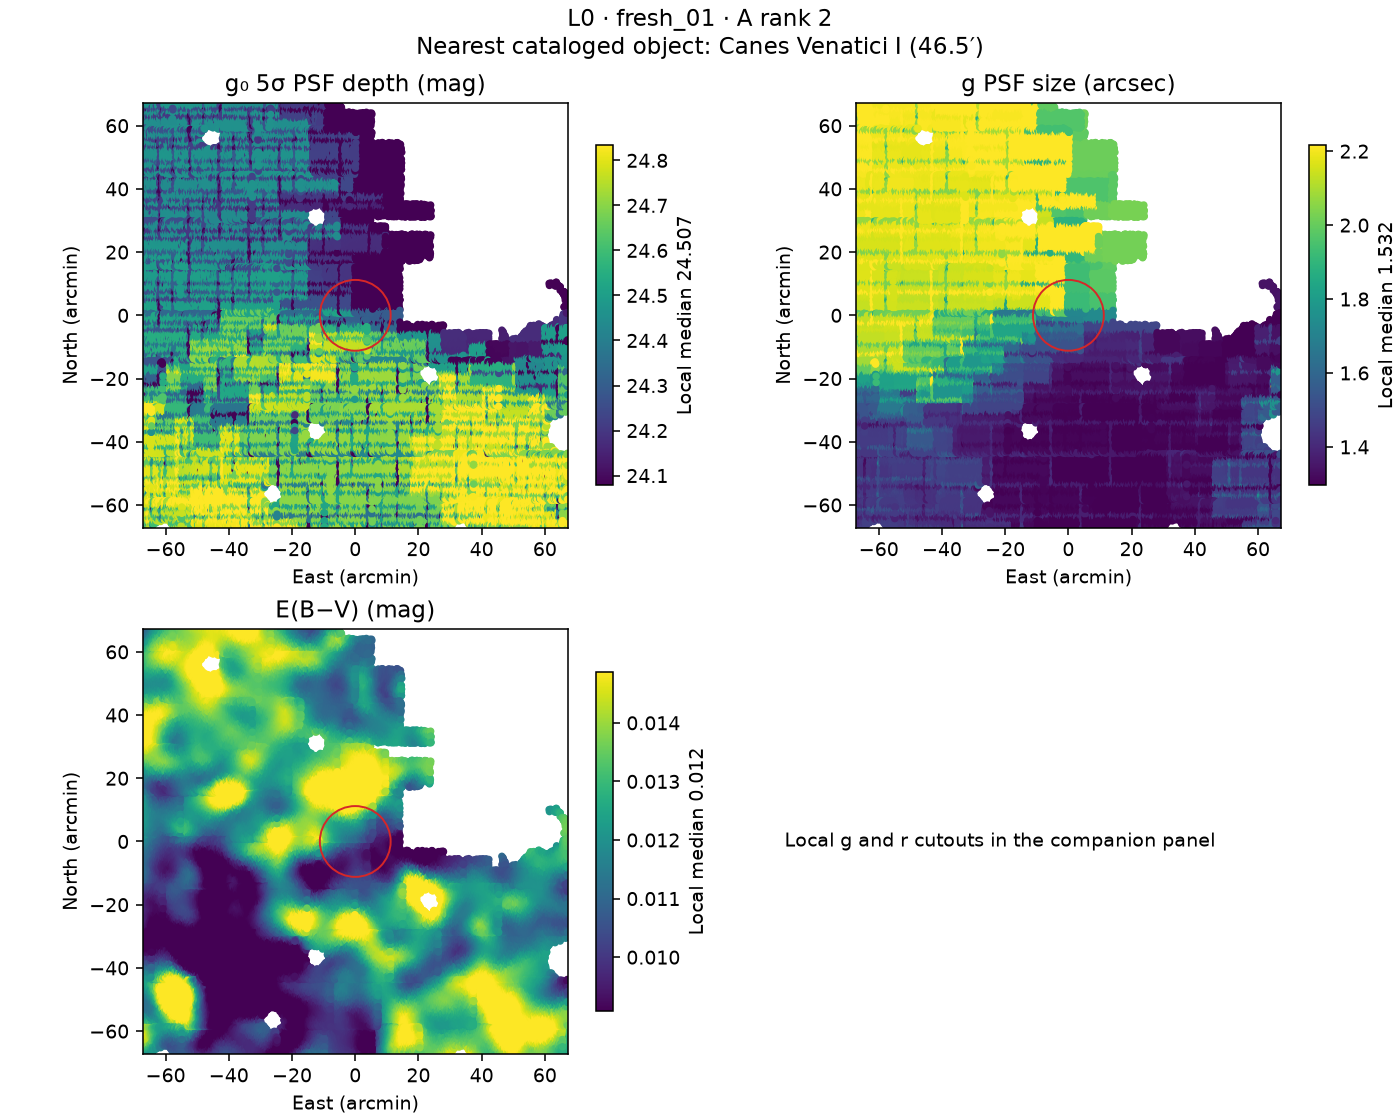 L0 · fresh_01 · A rank 2
Nearest cataloged object: Canes Venatici I (46.5′)
g₀ 5σ PSF depth (mag)
60
40
20
0
−20
−40
−60
North (arcmin)
−60 −40 −20 0 20 40 60
East (arcmin)
24.8
24.7
24.6
24.5
24.4
24.3
24.2
24.1
Local median 24.507
g PSF size (arcsec)
60
40
20
0
−20
−40
−60
North (arcmin)
−60 −40 −20 0 20 40 60
East (arcmin)
2.2
2.0
1.8
1.6
1.4
Local median 1.532
E(B−V) (mag)
60
40
20
0
−20
−40
−60
North (arcmin)
−60 −40 −20 0 20 40 60
East (arcmin)
0.014
0.013
0.012
0.011
0.010
Local median 0.012
Local g and r cutouts in the companion panel